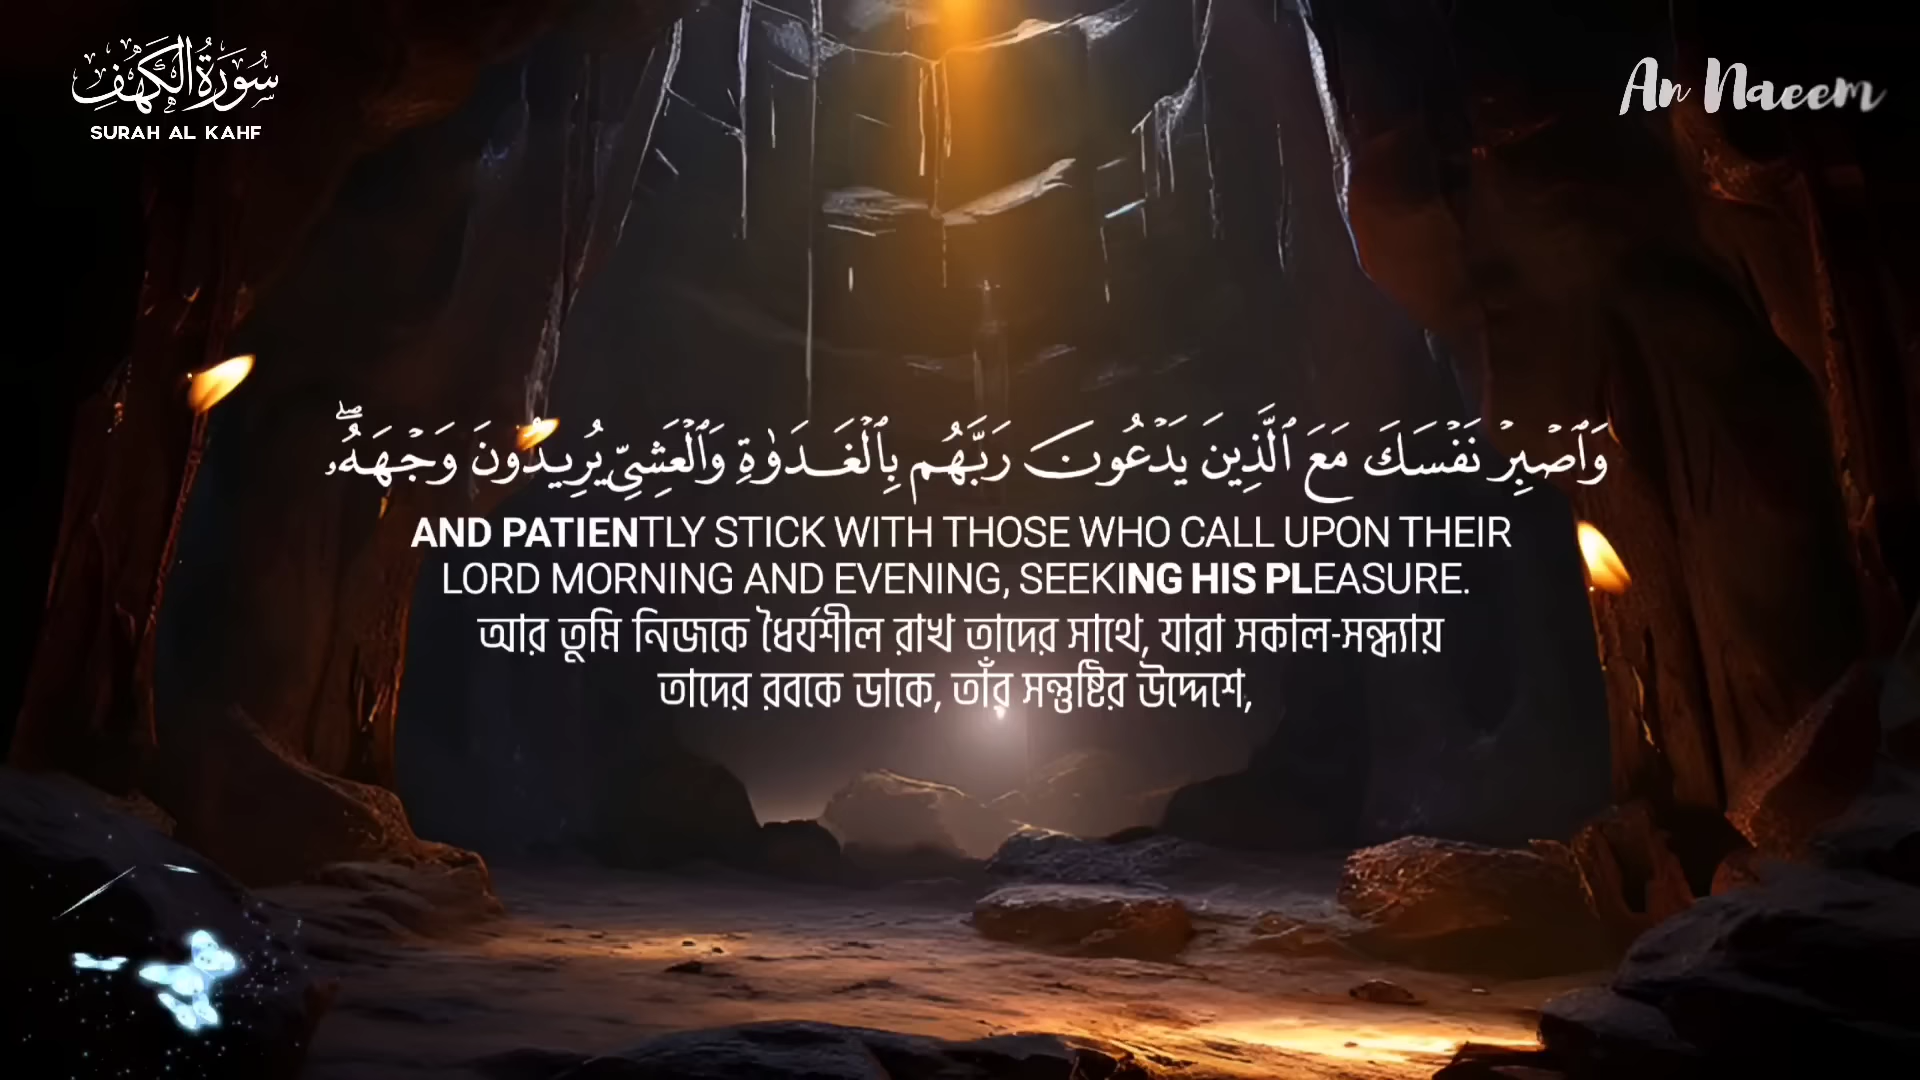 سُورَةُ الكَهْفِ
SURAH AL KAHF
An Naeem
وَٱصۡبِرۡ نَفۡسَكَ مَعَ ٱلَّذِينَ يَدۡعُونَ رَبَّهُم بِٱلۡغَدَوٰةِ وَٱلۡعَشِيِّ يُرِيدُونَ وَجۡهَهُۥۖ
AND PATIENTLY STICK WITH THOSE WHO CALL UPON THEIR
LORD MORNING AND EVENING, SEEKING HIS PLEASURE.
আর তুমি নিজকে ধৈর্যশীল রাখ তাদের সাথে, যারা সকাল-সন্ধ্যায়
তাদের রবকে ডাকে, তাঁর সন্তুষ্টির উদ্দেশে,